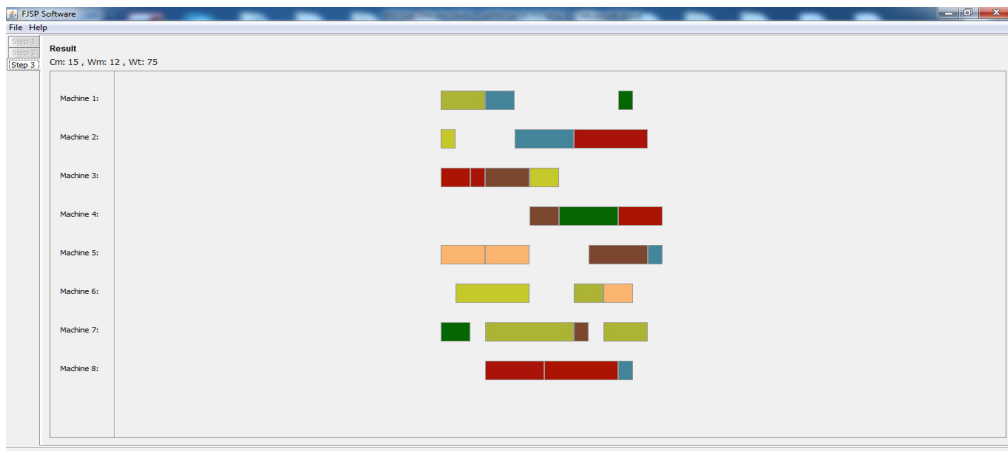 FJSP Software
File Help
Step 1
Step 2
Step 3
Result
Cm: 15 , Wm: 12 , Wt: 75
Machine 1:
Machine 2:
Machine 3:
Machine 4:
Machine 5:
Machine 6:
Machine 7:
Machine 8: